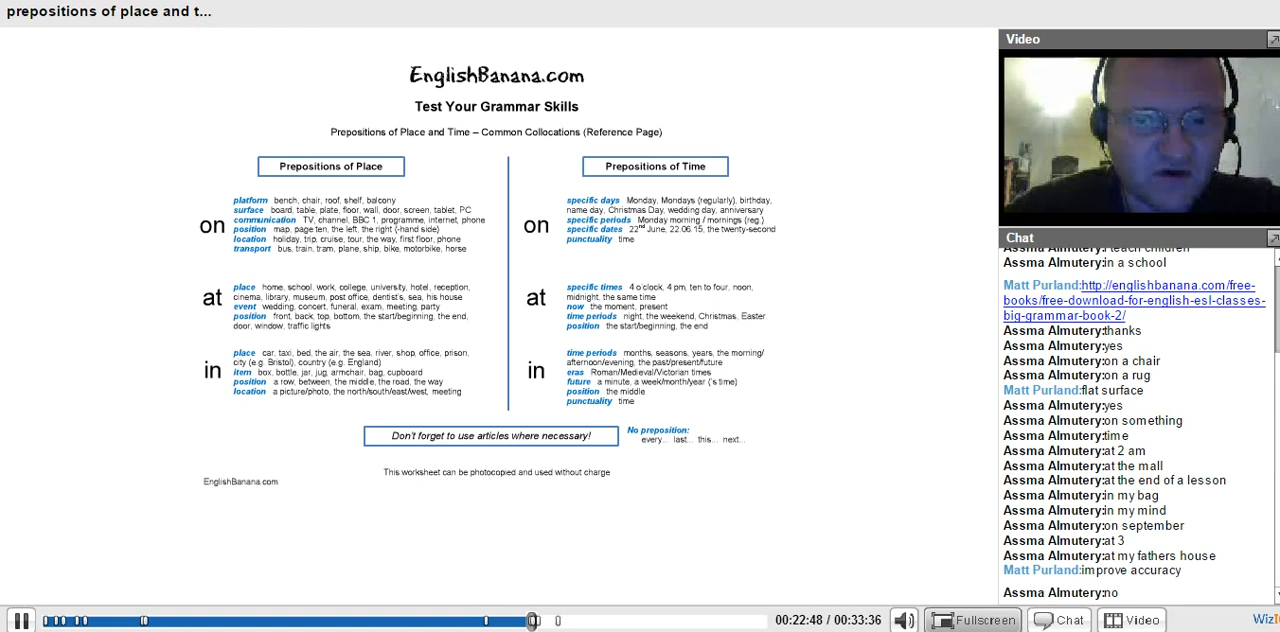 prepositions of place and t...
EnglishBanana.com
Test Your Grammar Skills
Prepositions of Place and Time – Common Collocations (Reference Page)
Prepositions of Place
on
platform bench, chair, roof, shelf, balcony
surface board, table, plate, floor, wall, door, screen, tablet, PC
communication TV, channel, BBC 1, programme, internet, phone
position map, page ten, the left, the right (-hand side)
location holiday, trip, cruise, tour, the way, first floor, phone
transport bus, train, tram, plane, ship, bike, motorbike, horse
at
place home, school, work, college, university, hotel, reception,
cinema, library, museum, post office, dentist's, sea, his house
event wedding, concert, funeral, exam, meeting, party
position front, back, top, bottom, the start/beginning, the end,
door, window, traffic lights
in
place car, taxi, bed, the air, the sea, river, shop, office, prison,
city (e.g. Bristol), country (e.g. England)
item box, bottle, jar, jug, armchair, bag, cupboard
position a row, between, the middle, the road, the way
location a picture/photo, the north/south/east/west, meeting
Prepositions of Time
on
specific days Monday, Mondays (regularly), birthday,
name day, Christmas Day, wedding day, anniversary
specific periods Monday morning / mornings (reg.)
specific dates 22nd June, 22.06.15, the twenty-second
punctuality time
at
specific times 4 o'clock, 4 pm, ten to four, noon,
midnight, the same time
now the moment, present
time periods night, the weekend, Christmas, Easter
position the start/beginning, the end
in
time periods months, seasons, years, the morning/
afternoon/evening, the past/present/future
eras Roman/Medieval/Victorian times
future a minute, a week/month/year ('s time)
position the middle
punctuality time
Don't forget to use articles where necessary!
No preposition:
every... last... this... next...
This worksheet can be photocopied and used without charge
EnglishBanana.com
Video
Chat
Assma Almutery:teach children
Assma Almutery:in a school
Matt Purland:http://englishbanana.com/free-
books/free-download-for-english-esl-classes-
big-grammar-book-2/
Assma Almutery:thanks
Assma Almutery:yes
Assma Almutery:on a chair
Assma Almutery:on a rug
Matt Purland:flat surface
Assma Almutery:yes
Assma Almutery:on something
Assma Almutery:time
Assma Almutery:at 2 am
Assma Almutery:at the mall
Assma Almutery:at the end of a lesson
Assma Almutery:in my bag
Assma Almutery:in my mind
Assma Almutery:on september
Assma Almutery:at 3
Assma Almutery:at my fathers house
Matt Purland:improve accuracy
Assma Almutery:no
00:22:48 / 00:33:36
Fullscreen
Chat
Video